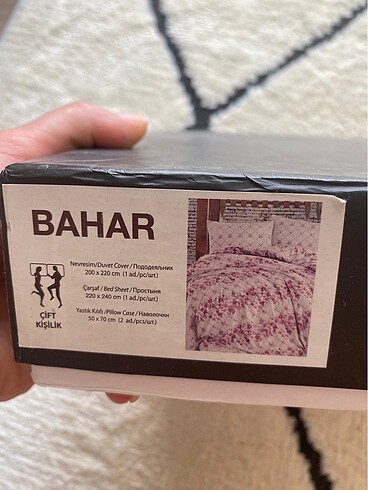 BAHAR
Nevresim/Duvet Cover/Пододеяльник
200 x 220 cm (1 ad./pc/шт.)
Çarşaf / Bed Sheet / Простыня
220 x 240 cm (1 ad./pc/шт.)
Yastık Kılıfı /Pillow Case / Наволочки
50 x 70 cm (2 ad./pcs/шт.)
ÇİFT
KİŞİLİK